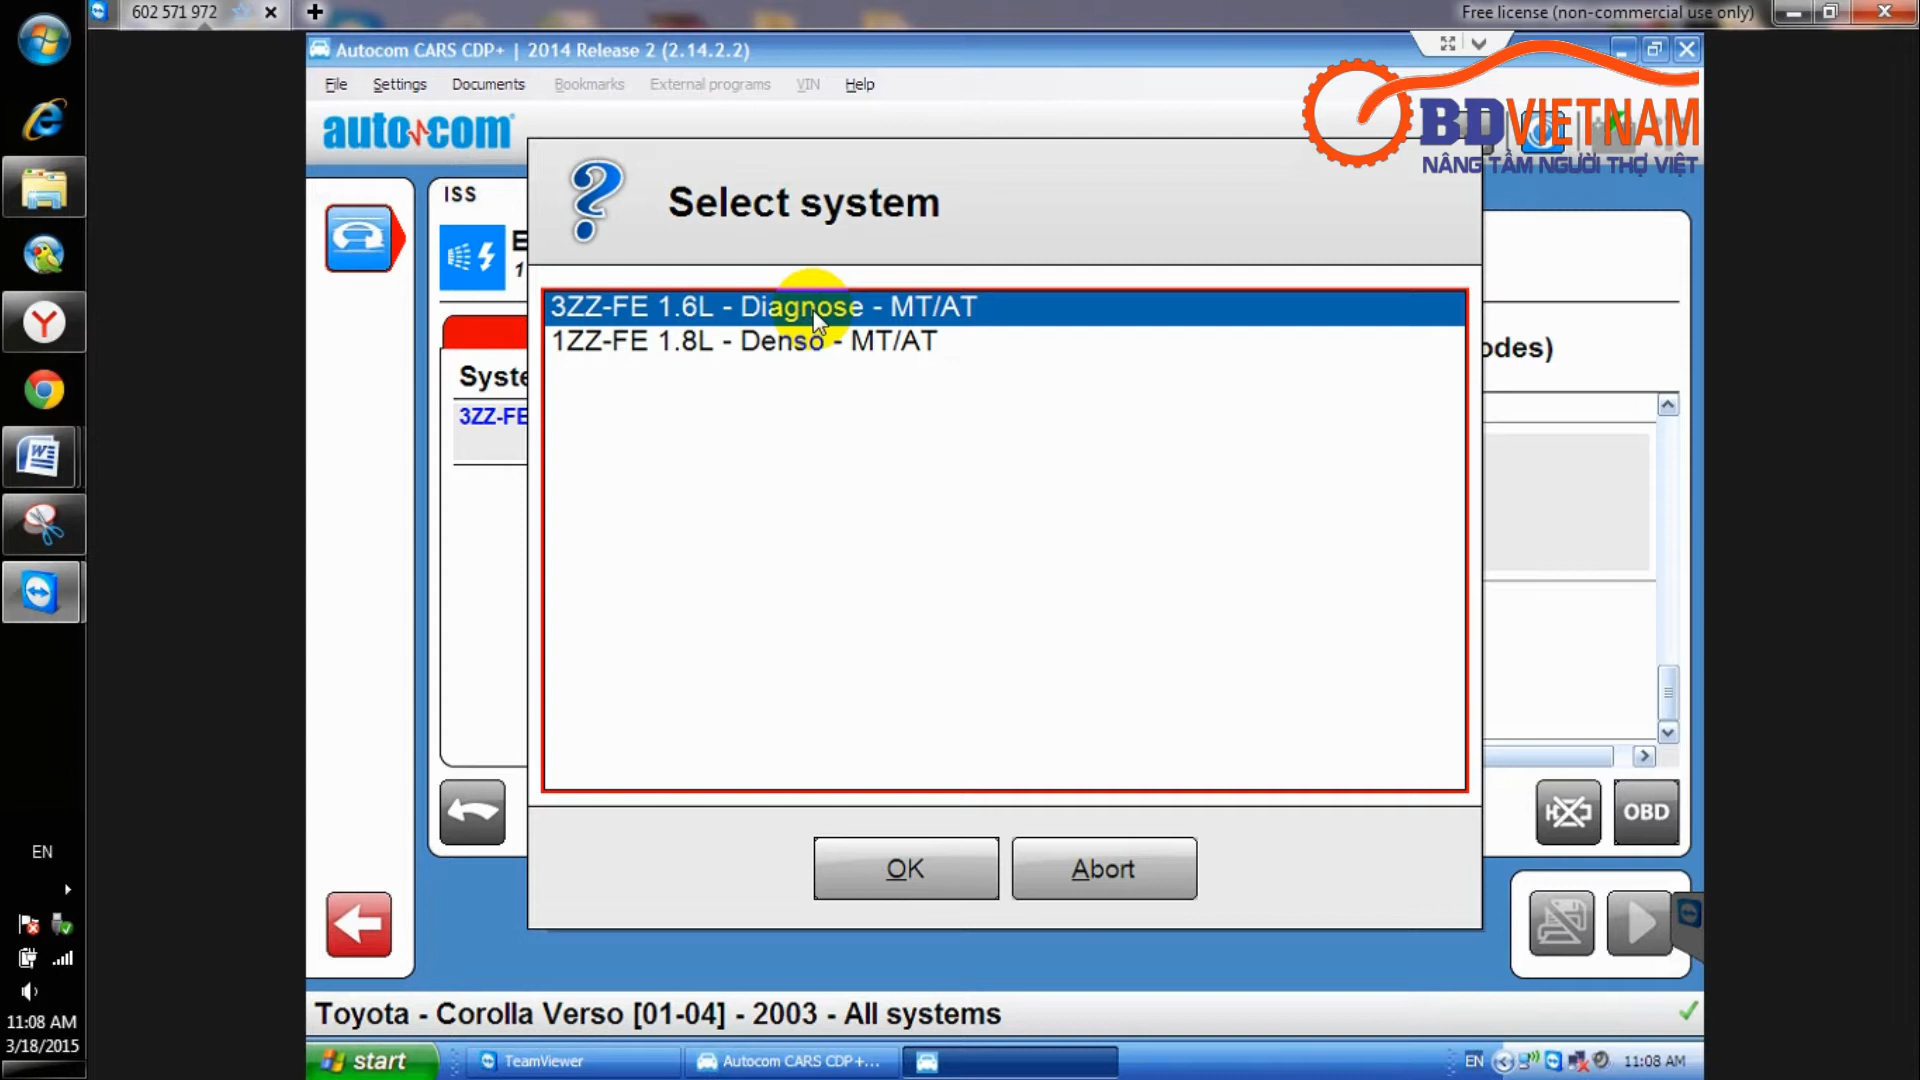 602 571 972
Free license (non-commercial use only)
Autocom CARS CDP+ | 2014 Release 2 (2.14.2.2)
File Settings Documents Bookmarks External programs VIN Help
autocom
BDVIETNAM
NÂNG TẦM NGƯỜI THỢ VIỆT
ISS
Select system
3ZZ-FE 1.6L - Diagnose - MT/AT
1ZZ-FE 1.8L - Denso - MT/AT
odes)
Syste
3ZZ-FE
OBD
OK
Abort
Toyota - Corolla Verso [01-04] - 2003 - All systems
start
TeamViewer
Autocom CARS CDP+...
EN
11:08 AM
EN
11:08 AM
3/18/2015